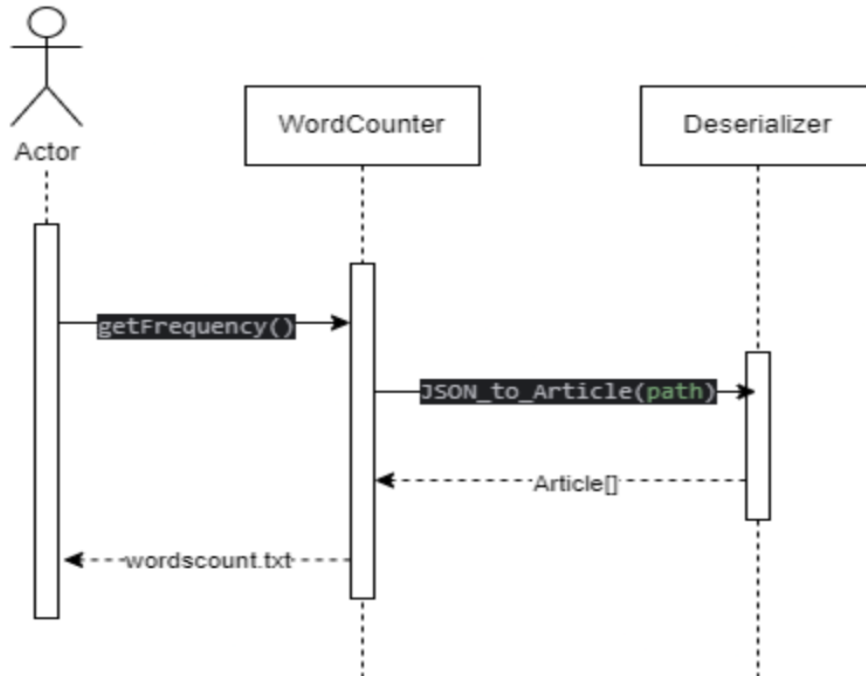 Actor
WordCounter
Deserializer
getFrequency()
JSON_to_Article(path)
Article[]
wordscount.txt